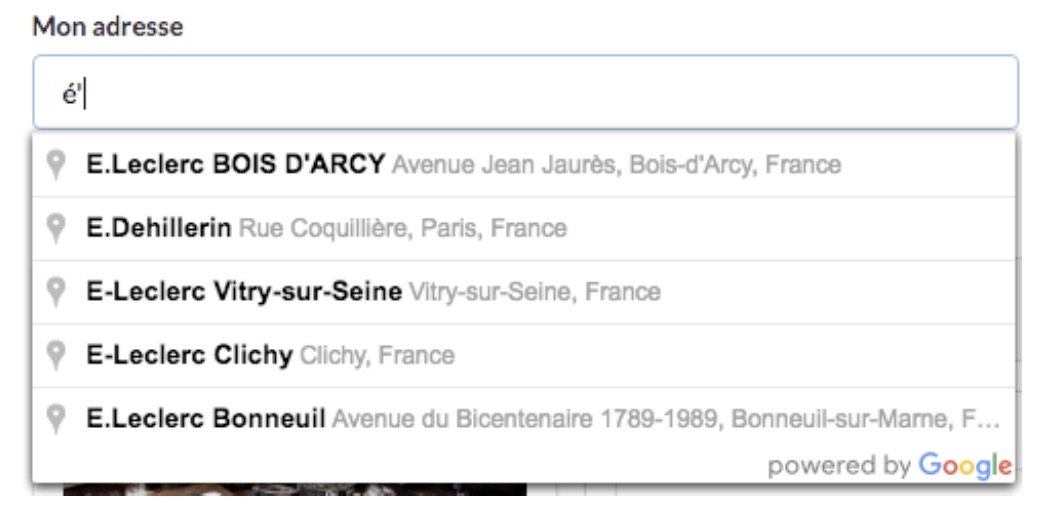 Mon adresse
é'
E.Leclerc BOIS D'ARCY Avenue Jean Jaurès, Bois-d'Arcy, France
E.Dehillerin Rue Coquillière, Paris, France
E-Leclerc Vitry-sur-Seine Vitry-sur-Seine, France
E-Leclerc Clichy Clichy, France
E.Leclerc Bonneuil Avenue du Bicentenaire 1789-1989, Bonneuil-sur-Marne, F...
powered by Google